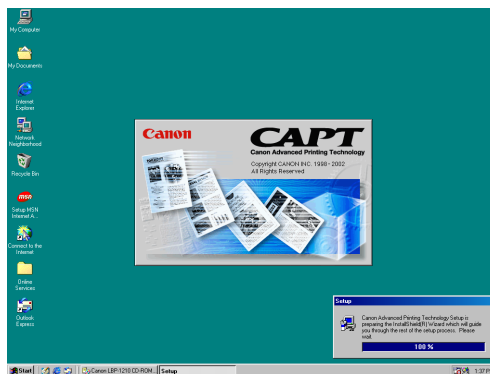 My Computer
My Documents
Internet
Explorer
Network
Neighborhood
Recycle Bin
msn
Setup MSN
Internet A...
Connect to the
Internet
Online
Services
Outlook
Express
Canon
CAPT
Canon Advanced Printing Technology
Copyright CANON INC. 1998-2002
All Rights Reserved
Setup
Canon Advanced Printing Technology Setup is
preparing the InstallShield(R) Wizard which will guide
you through the rest of the setup process. Please
wait.
100 %
Start
Canon LBP-1210 CD-ROM...
Setup
1:37 P